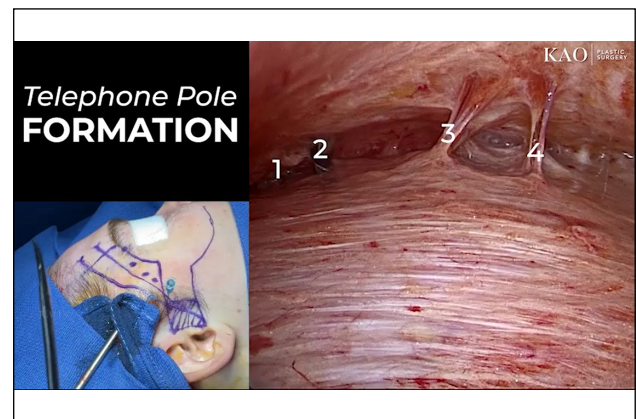 Telephone Pole
FORMATION
KAO PLASTIC
SURGERY
1
2
3
4